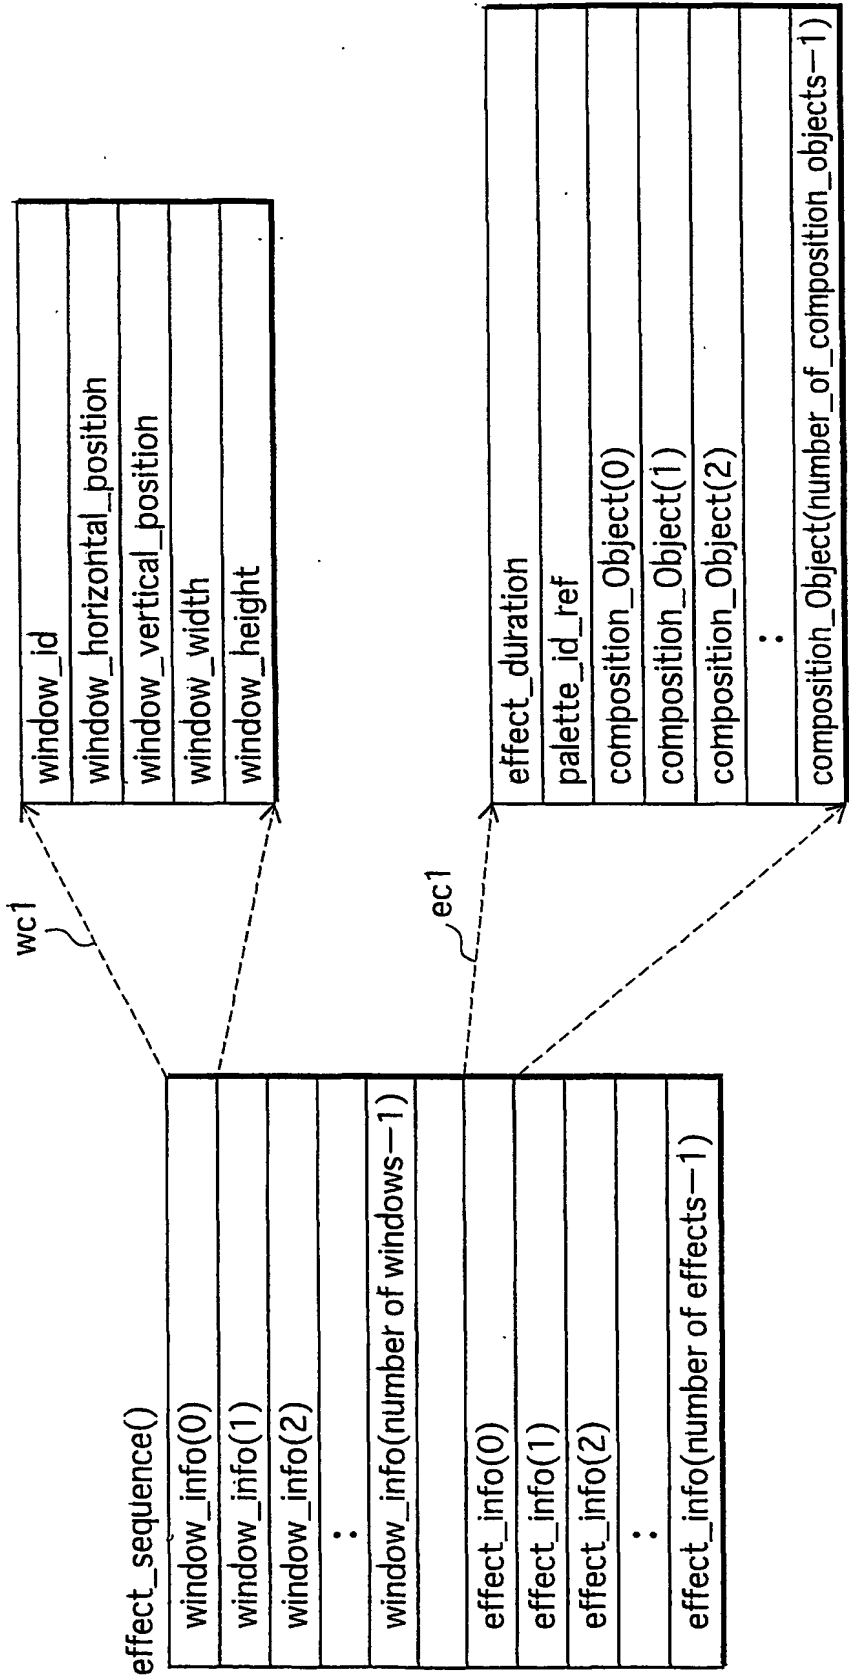 effect_sequence()
window_info(0)
window_info(1)
window_info(2)
:
window_info(number of windows—1)
effect_info(0)
effect_info(1)
effect_info(2)
:
effect_info(number of effects—1)
wc1
window_id
window_horizontal_position
window_vertical_position
window_width
window_height
ec1
effect_duration
palette_id_ref
composition_Object(0)
composition_Object(1)
composition_Object(2)
:
composition_Object(number_of_composition_objects—1)